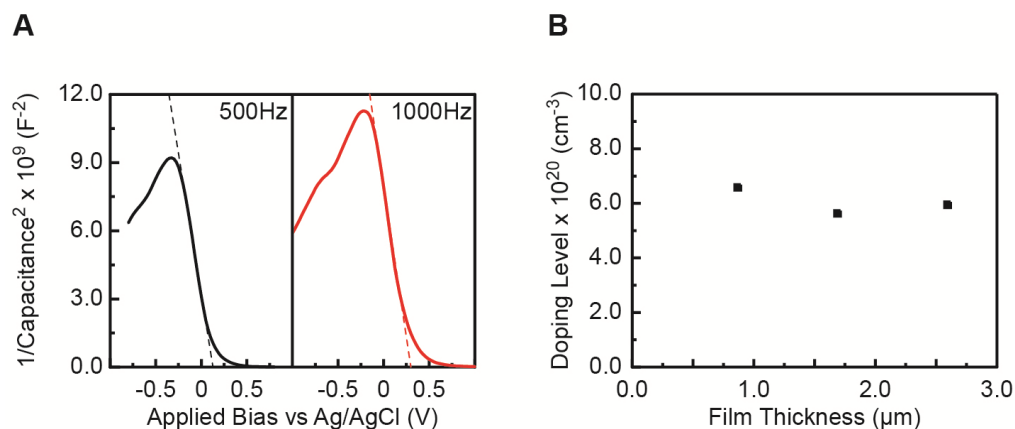 A
B
1/Capacitance² x 10⁹ (F⁻²)
12.0
9.0
6.0
3.0
0.0
500Hz
1000Hz
-0.5 0 0.5 -0.5 0 0.5
Applied Bias vs Ag/AgCl (V)
Doping Level x 10²⁰ (cm⁻³)
10.0
8.0
6.0
4.0
2.0
0.0
0.0 1.0 2.0 3.0
Film Thickness (µm)